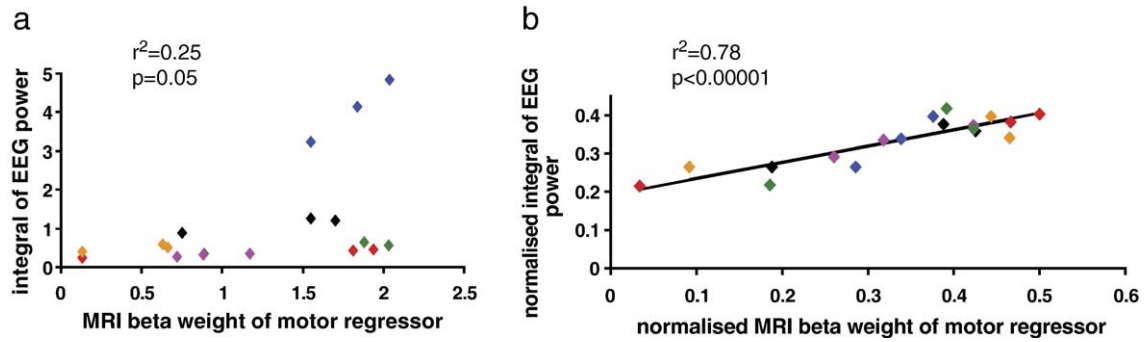 a
r²=0.25
p=0.05
integral of EEG power
5
4
3
2
1
0
0 0.5 1 1.5 2 2.5
MRI beta weight of motor regressor
b
r²=0.78
p<0.00001
normalised integral of EEG
power
0.4
0.3
0.2
0.1
0
0 0.1 0.2 0.3 0.4 0.5 0.6
normalised MRI beta weight of motor regressor